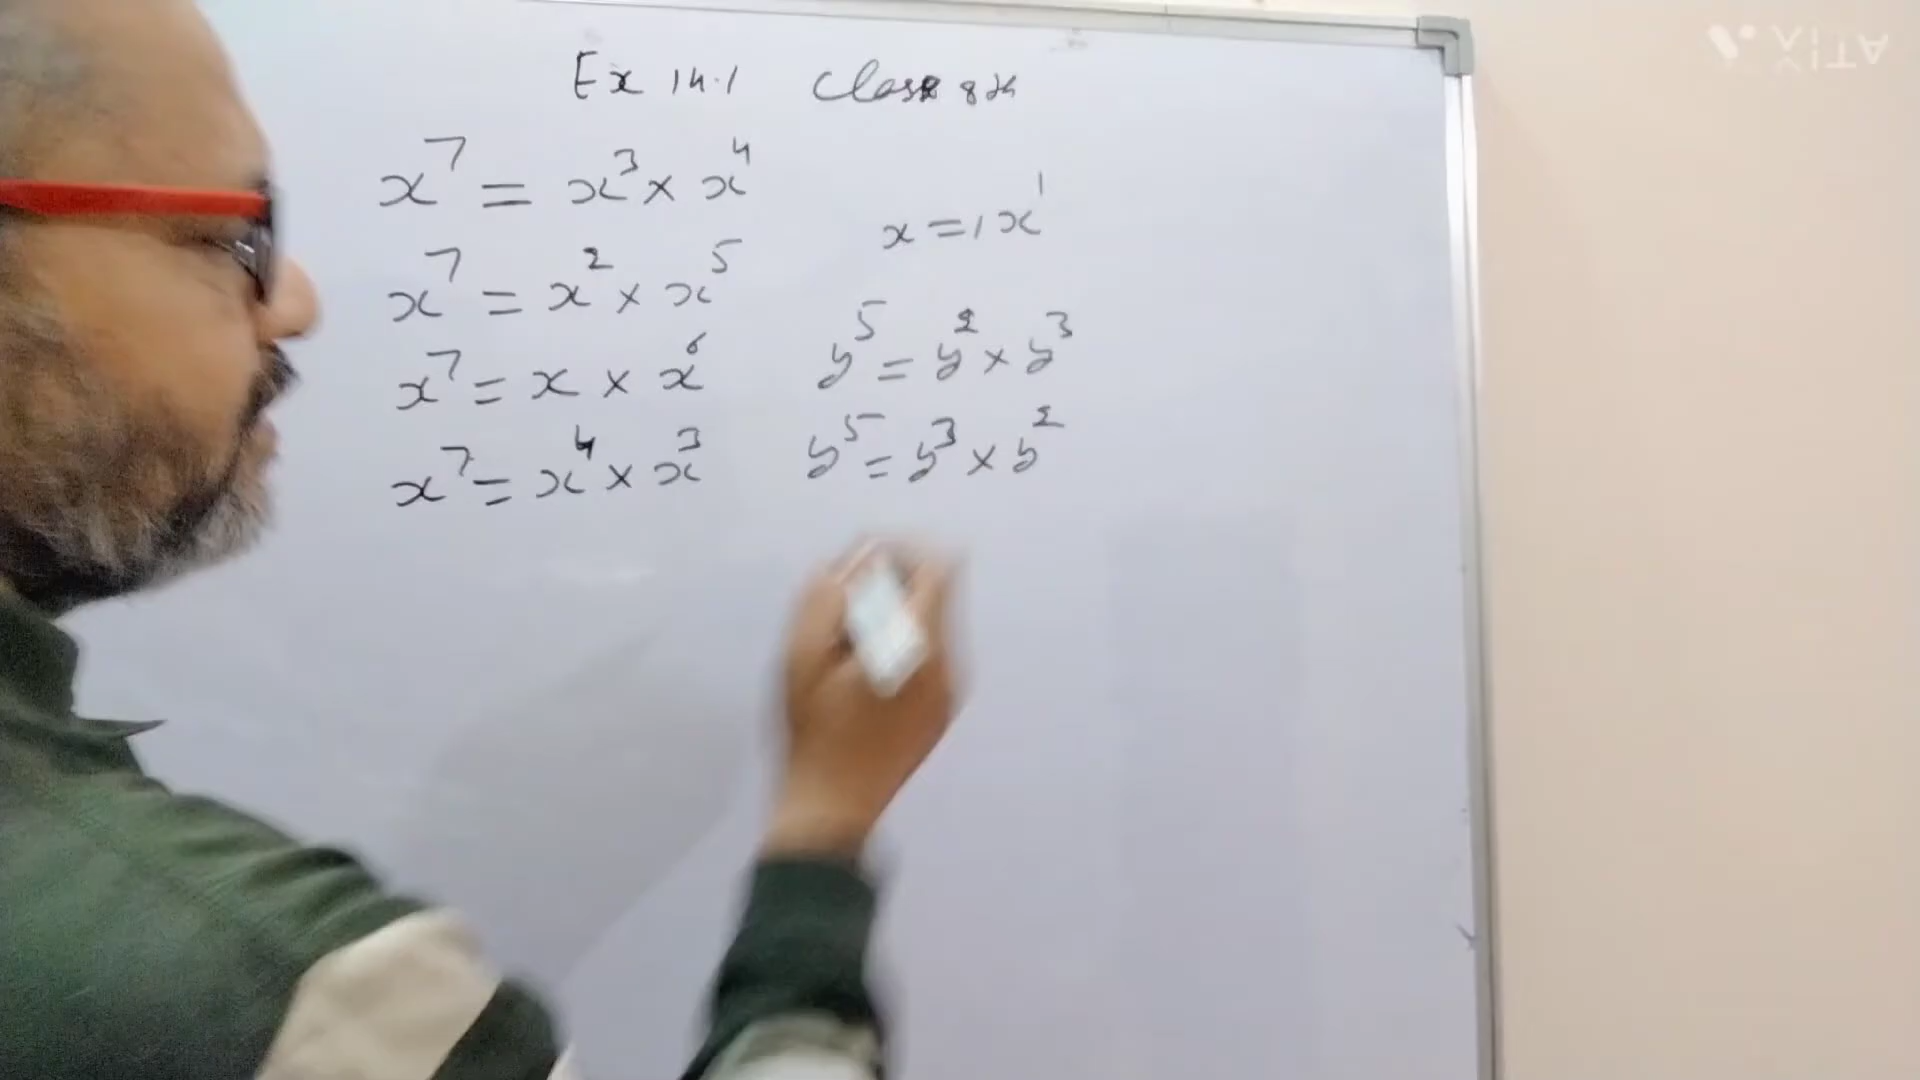 Ex 14.1 Class 8th
x⁷ = x³ × x⁴
x⁷ = x² × x⁵
x⁷ = x × x⁶
x⁷ = x⁴ × x³
x = 1x¹
y⁵ = y² × y³
y⁵ = y³ × y²
VITA